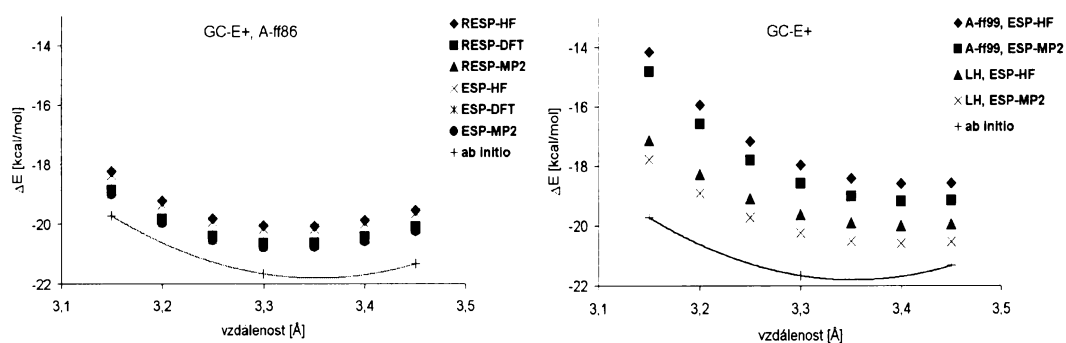 GC-E+, A-ff86
RESP-HF
RESP-DFT
RESP-MP2
ESP-HF
ESP-DFT
ESP-MP2
ab initio
-14
-16
-18
-20
-22
ΔE [kcal/mol]
3,1
3,2
3,3
3,4
3,5
vzdalenost [Å]
GC-E+
A-ff99, ESP-HF
A-ff99, ESP-MP2
LH, ESP-HF
LH, ESP-MP2
ab initio
-14
-16
-18
-20
-22
ΔE [kcal/mol]
3,1
3,2
3,3
3,4
3,5
vzdálenost [Å]